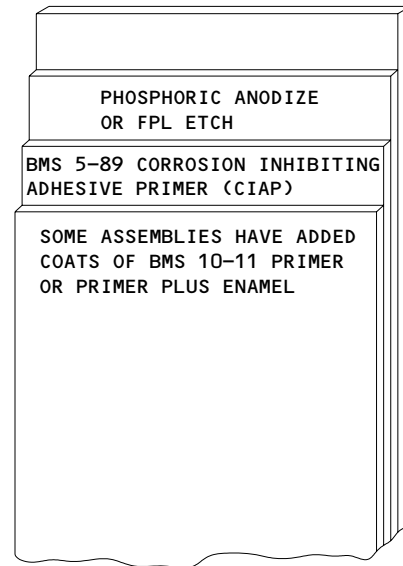 PHOSPHORIC ANODIZE
OR FPL ETCH
BMS 5-89 CORROSION INHIBITING
ADHESIVE PRIMER (CIAP)
SOME ASSEMBLIES HAVE ADDED
COATS OF BMS 10-11 PRIMER
OR PRIMER PLUS ENAMEL